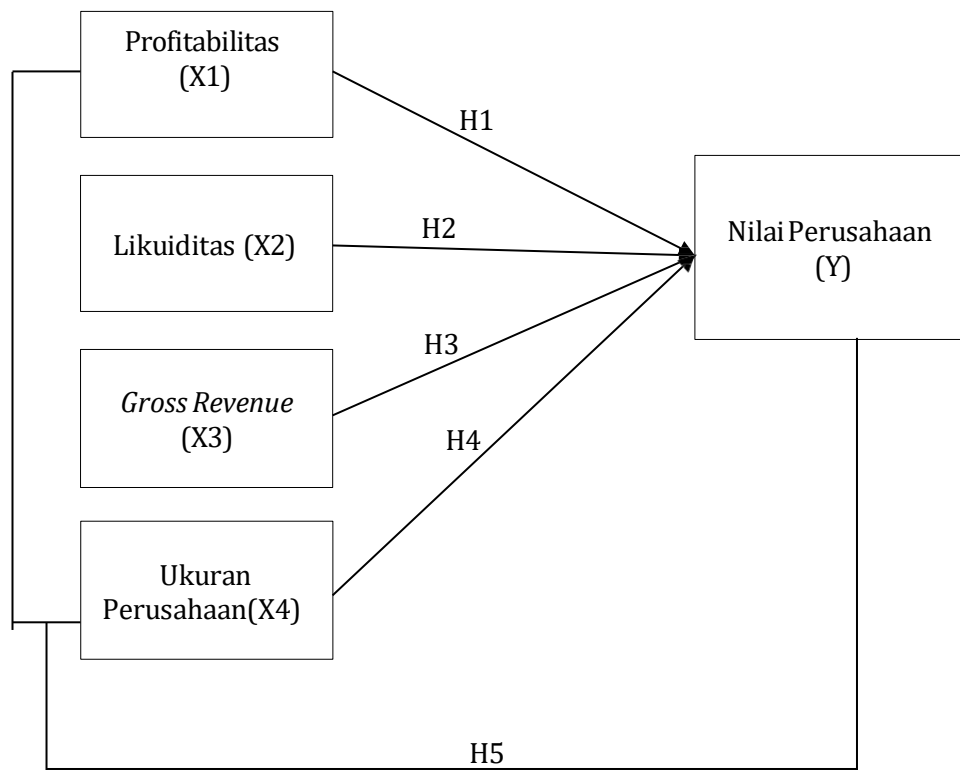 Profitabilitas
(X1)
H1
Likuiditas (X2)
H2
Nilai Perusahaan
(Y)
Gross Revenue
(X3)
H3
H4
Ukuran
Perusahaan(X4)
H5